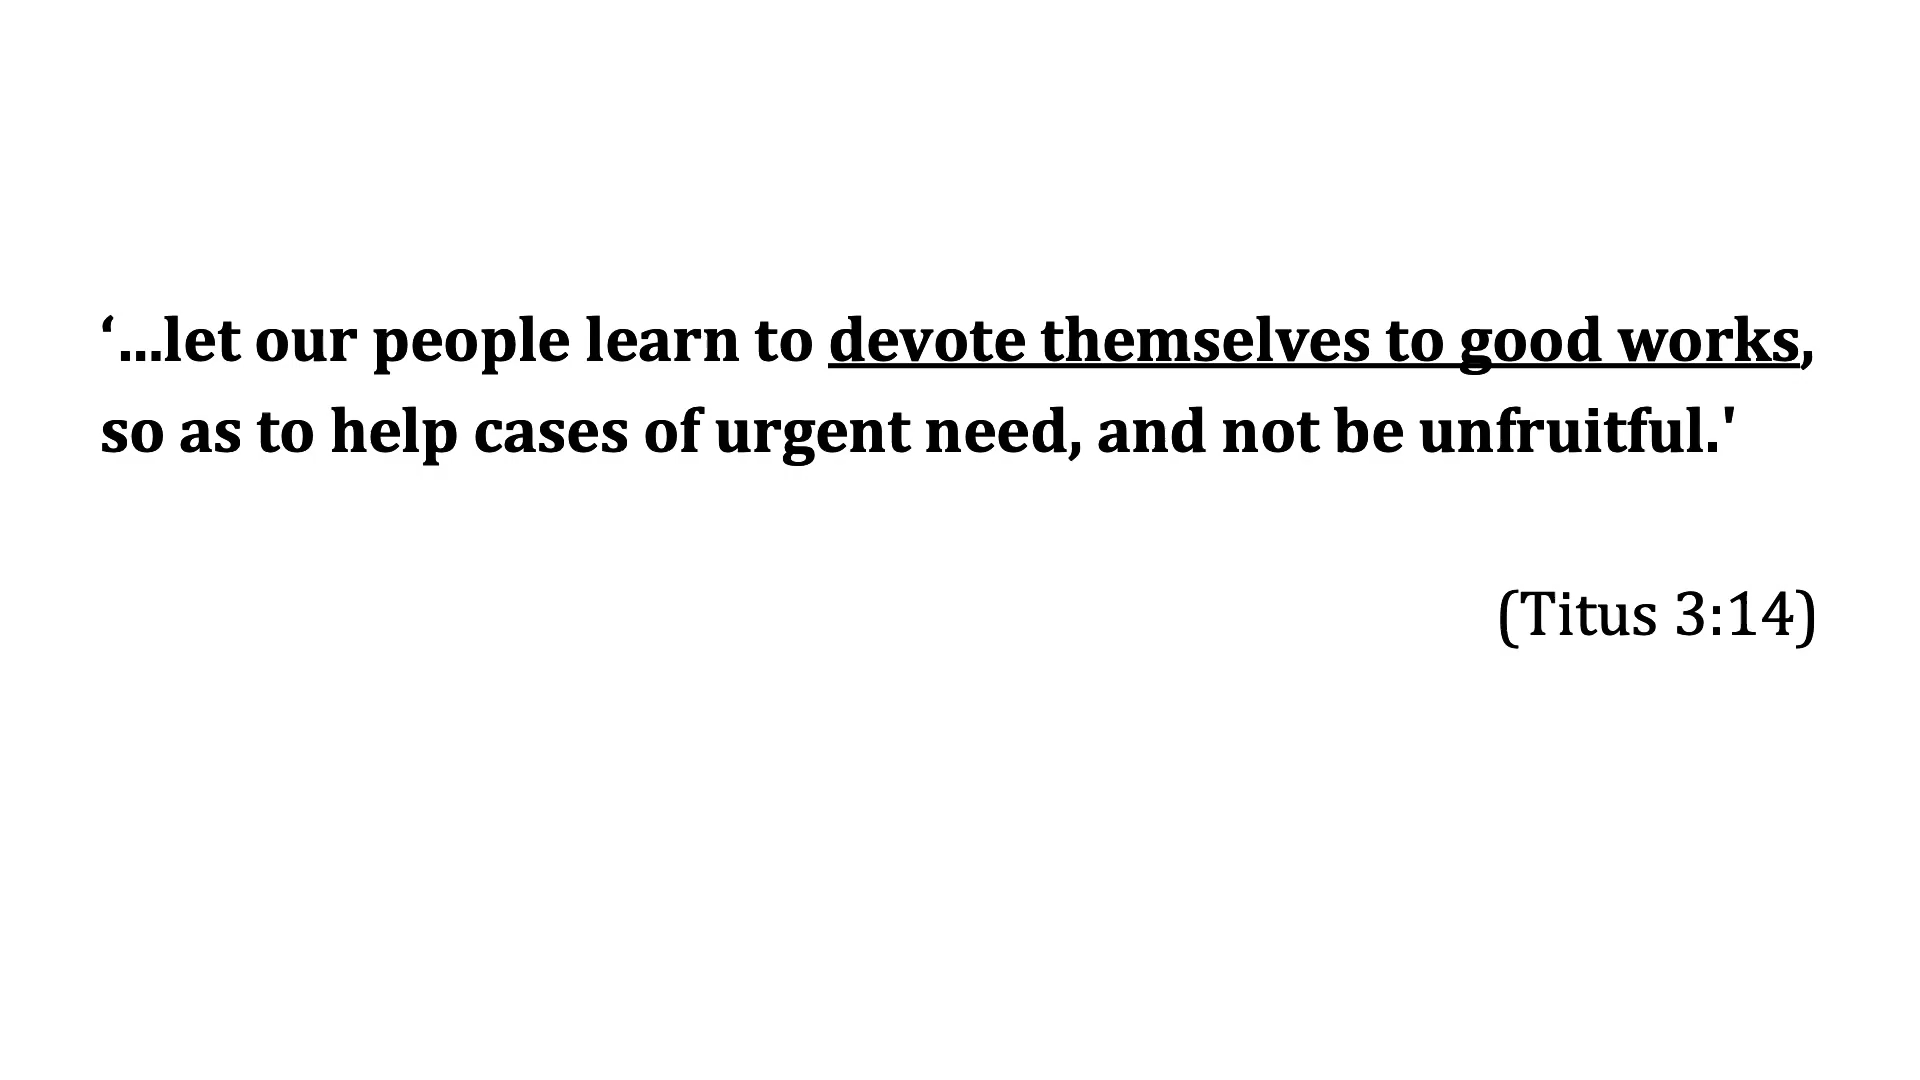 ‘…let our people learn to devote themselves to good works,
so as to help cases of urgent need, and not be unfruitful.'
(Titus 3:14)